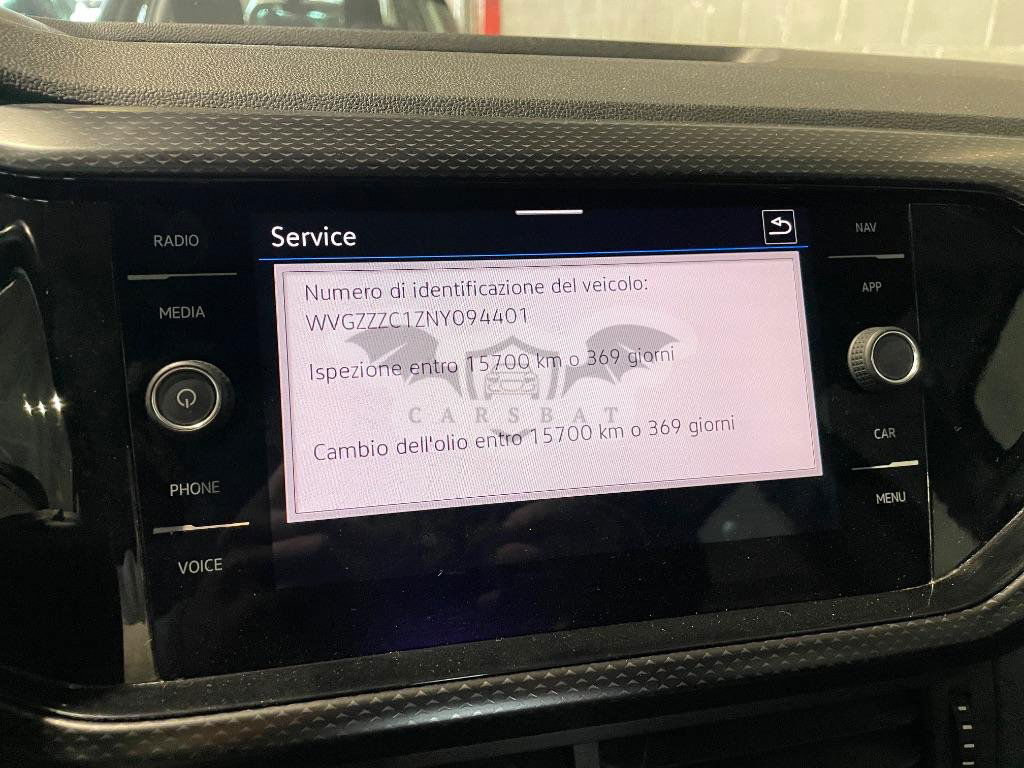 RADIO
MEDIA
PHONE
VOICE
Service
Numero di identificazione del veicolo:
WVGZZZC1ZNY094401
Ispezione entro 15700 km o 369 giorni
CARSBAT
Cambio dell'olio entro 15700 km o 369 giorni
NAV
APP
CAR
MENU